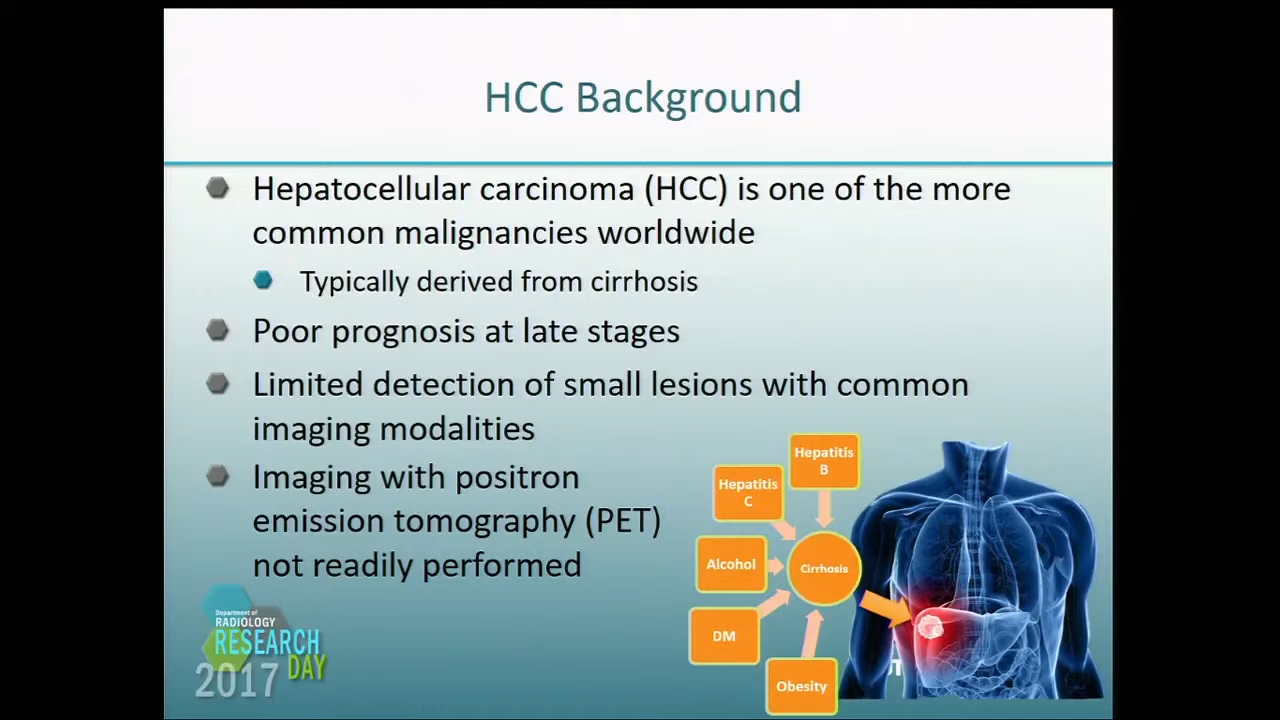 HCC Background
Hepatocellular carcinoma (HCC) is one of the more
common malignancies worldwide
Typically derived from cirrhosis
Poor prognosis at late stages
Limited detection of small lesions with common
imaging modalities
Imaging with positron
emission tomography (PET)
not readily performed
Hepatitis
B
Hepatitis
C
Alcohol
Cirrhosis
DM
Obesity
Department of
RADIOLOGY
RESEARCH
DAY
2017